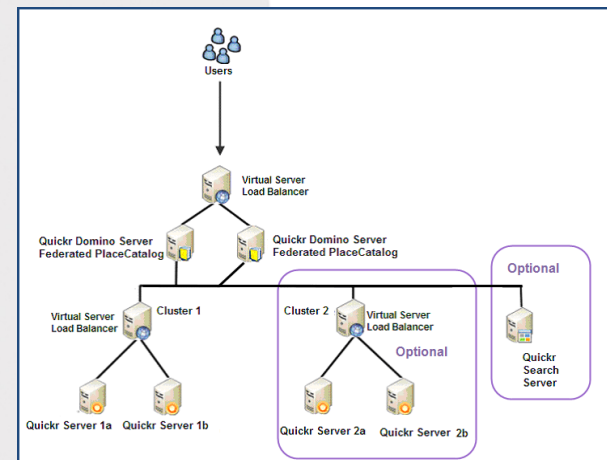 Users
Virtual Server
Load Balancer
Quickr Domino Server
Federated PlaceCatalog
Quickr Domino Server
Federated PlaceCatalog
Optional
Virtual Server
Load Balancer
Cluster 1
Cluster 2
Virtual Server
Load Balancer
Optional
Quickr
Search
Server
Quickr Server 1a
Quickr Server 1b
Quickr Server 2a
Quickr Server 2b